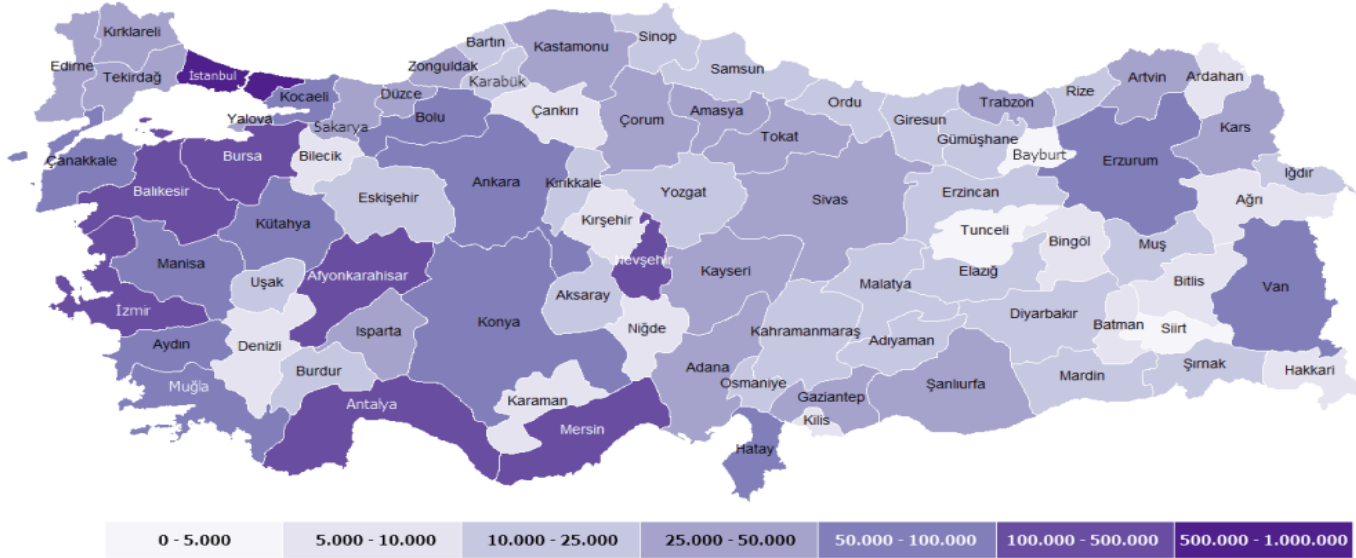 Kırklareli
Edirne
Tekirdağ
İstanbul
Kocaeli
Yalova
Sakarya
Düzce
Zonguldak
Bartın
Karabük
Kastamonu
Sinop
Samsun
Çankırı
Bolu
Çorum
Amasya
Tokat
Ordu
Giresun
Gümüşhane
Trabzon
Rize
Artvin
Ardahan
Kars
Bayburt
Erzurum
Iğdır
Ağrı
Çanakkale
Balıkesir
Bursa
Bilecik
Eskişehir
Ankara
Kırıkkale
Yozgat
Sivas
Erzincan
Tunceli
Bingöl
Muş
Kütahya
Kırşehir
Manisa
Uşak
Afyonkarahisar
Nevşehir
Kayseri
Malatya
Elazığ
Bitlis
Van
İzmir
Aydın
Denizli
Isparta
Konya
Aksaray
Niğde
Kahramanmaraş
Adıyaman
Diyarbakır
Batman
Siirt
Muğla
Burdur
Antalya
Karaman
Mersin
Adana
Osmaniye
Gaziantep
Kilis
Şanlıurfa
Mardin
Şırnak
Hakkari
Hatay
0 - 5.000 5.000 - 10.000 10.000 - 25.000 25.000 - 50.000 50.000 - 100.000 100.000 - 500.000 500.000 - 1.000.000